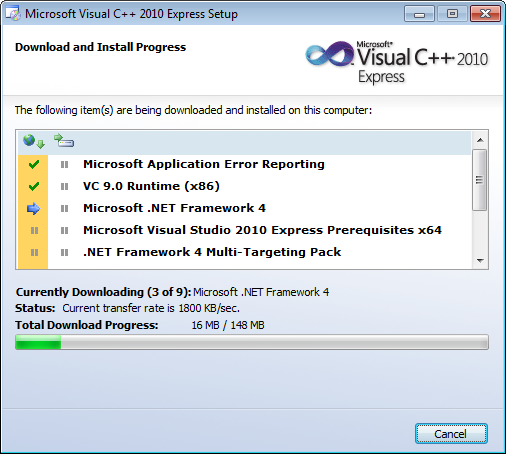 Microsoft Visual C++ 2010 Express Setup
Download and Install Progress
Microsoft®
Visual C++ 2010
Express
The following item(s) are being downloaded and installed on this computer:
Microsoft Application Error Reporting
VC 9.0 Runtime (x86)
Microsoft .NET Framework 4
Microsoft Visual Studio 2010 Express Prerequisites x64
.NET Framework 4 Multi-Targeting Pack
Currently Downloading (3 of 9): Microsoft .NET Framework 4
Status: Current transfer rate is 1800 KB/sec.
Total Download Progress: 16 MB / 148 MB
Cancel